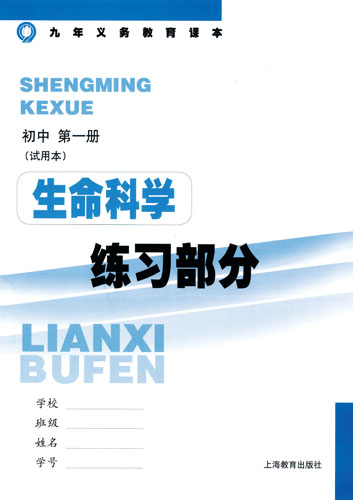 九年义务教育课本
SHENGMING
KEXUE
初中 第一册
(试用本)
生命科学
练习部分
LIANXI
BUFEN
学校
班级
姓名
学号
上海教育出版社